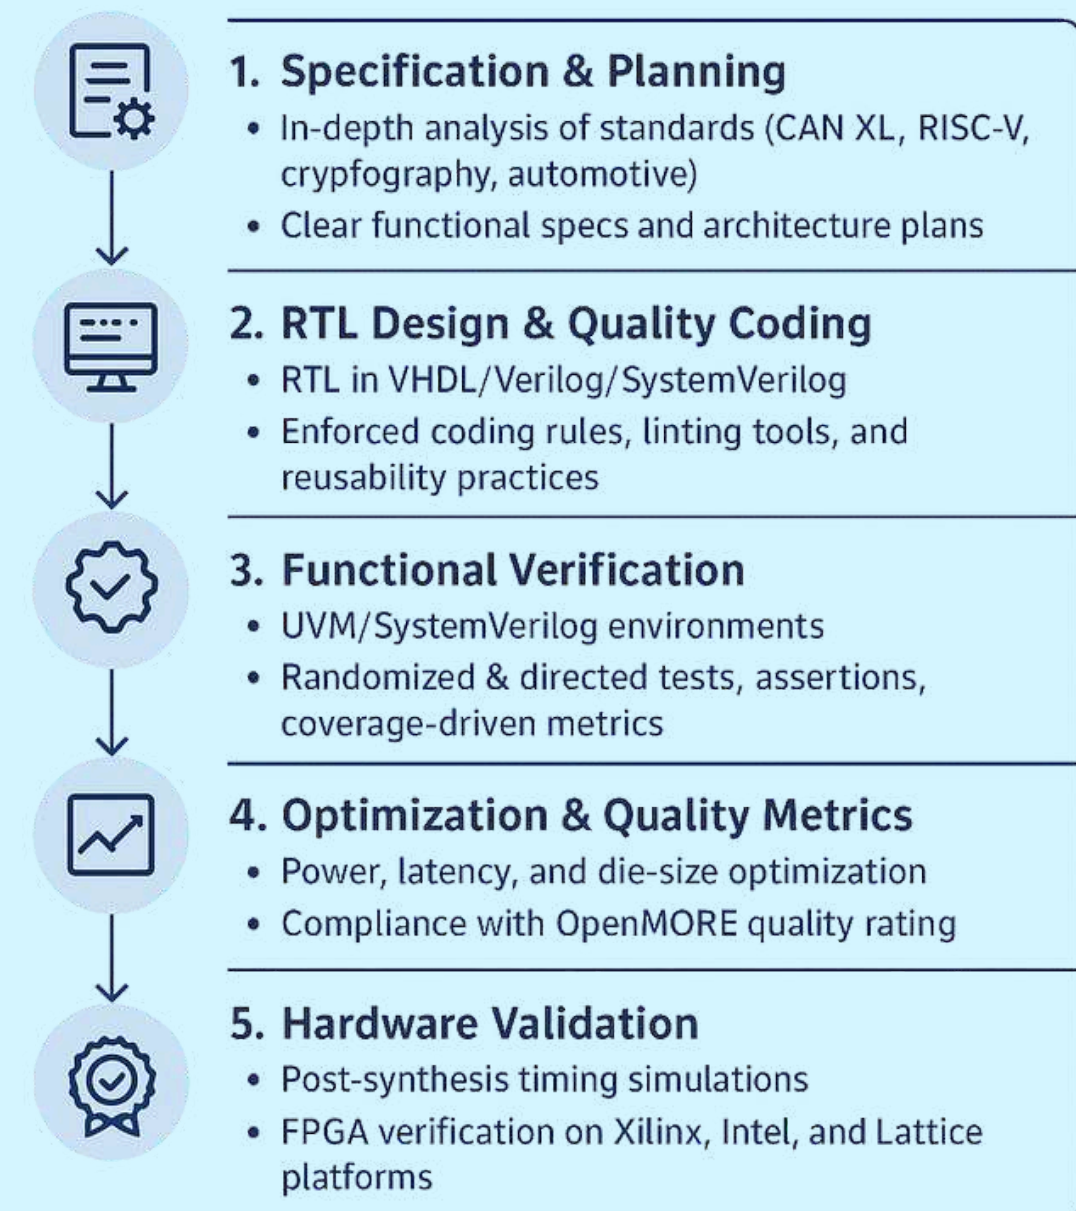 1. Specification & Planning
• In-depth analysis of standards (CAN XL, RISC-V,
crypfography, automotive)
• Clear functional specs and architecture plans
2. RTL Design & Quality Coding
• RTL in VHDL/Verilog/SystemVerilog
• Enforced coding rules, linting tools, and
reusability practices
3. Functional Verification
• UVM/SystemVerilog environments
• Randomized & directed tests, assertions,
coverage-driven metrics
4. Optimization & Quality Metrics
• Power, latency, and die-size optimization
• Compliance with OpenMORE quality rating
5. Hardware Validation
• Post-synthesis timing simulations
• FPGA verification on Xilinx, Intel, and Lattice
platforms